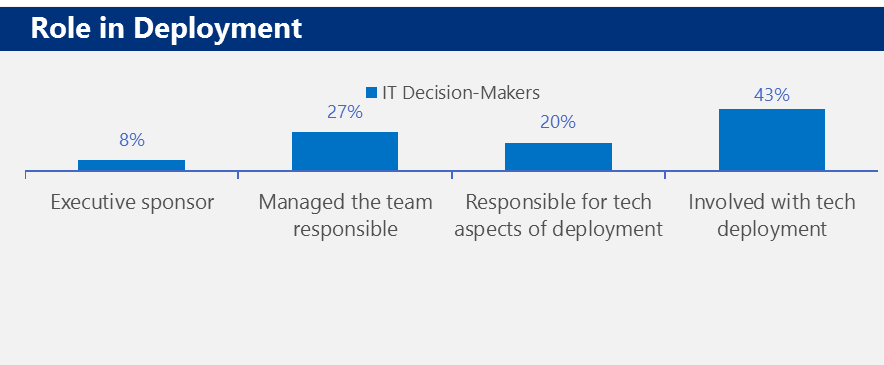 Role in Deployment
IT Decision-Makers
8%
27%
20%
43%
Executive sponsor
Managed the team
responsible
Responsible for tech
aspects of deployment
Involved with tech
deployment